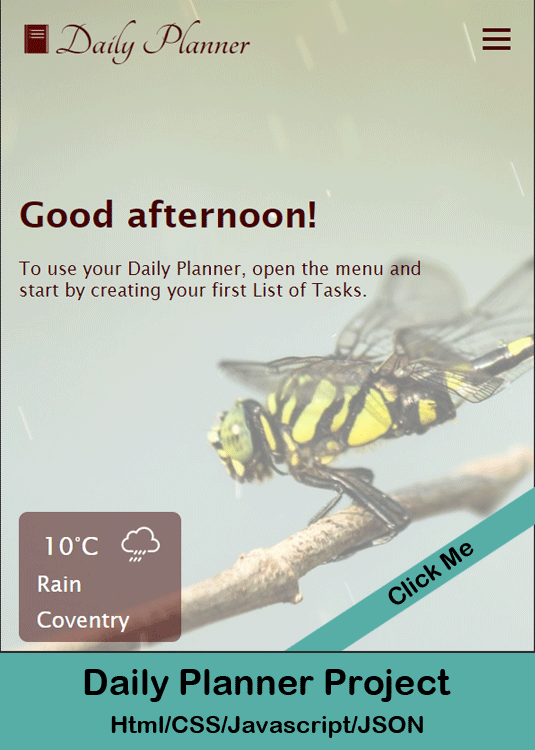 Daily Planner
Good afternoon!
To use your Daily Planner, open the menu and
start by creating your first List of Tasks.
10°C
Rain
Coventry
Click Me
Daily Planner Project
Html/CSS/Javascript/JSON